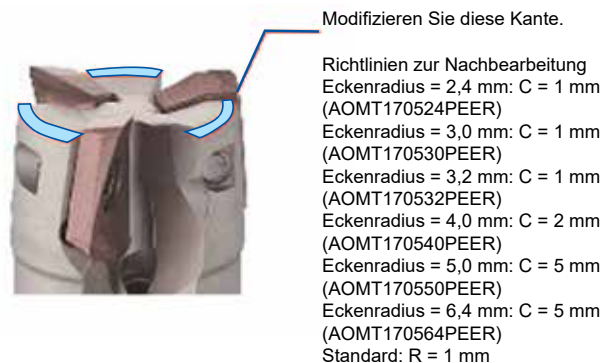 Modifizieren Sie diese Kante.
Richtlinien zur Nachbearbeitung
Eckenradius = 2,4 mm: C = 1 mm
(AOMT170524PEER)
Eckenradius = 3,0 mm: C = 1 mm
(AOMT170530PEER)
Eckenradius = 3,2 mm: C = 1 mm
(AOMT170532PEER)
Eckenradius = 4,0 mm: C = 2 mm
(AOMT170540PEER)
Eckenradius = 5,0 mm: C = 5 mm
(AOMT170550PEER)
Eckenradius = 6,4 mm: C = 5 mm
(AOMT170564PEER)
Standard: R = 1 mm